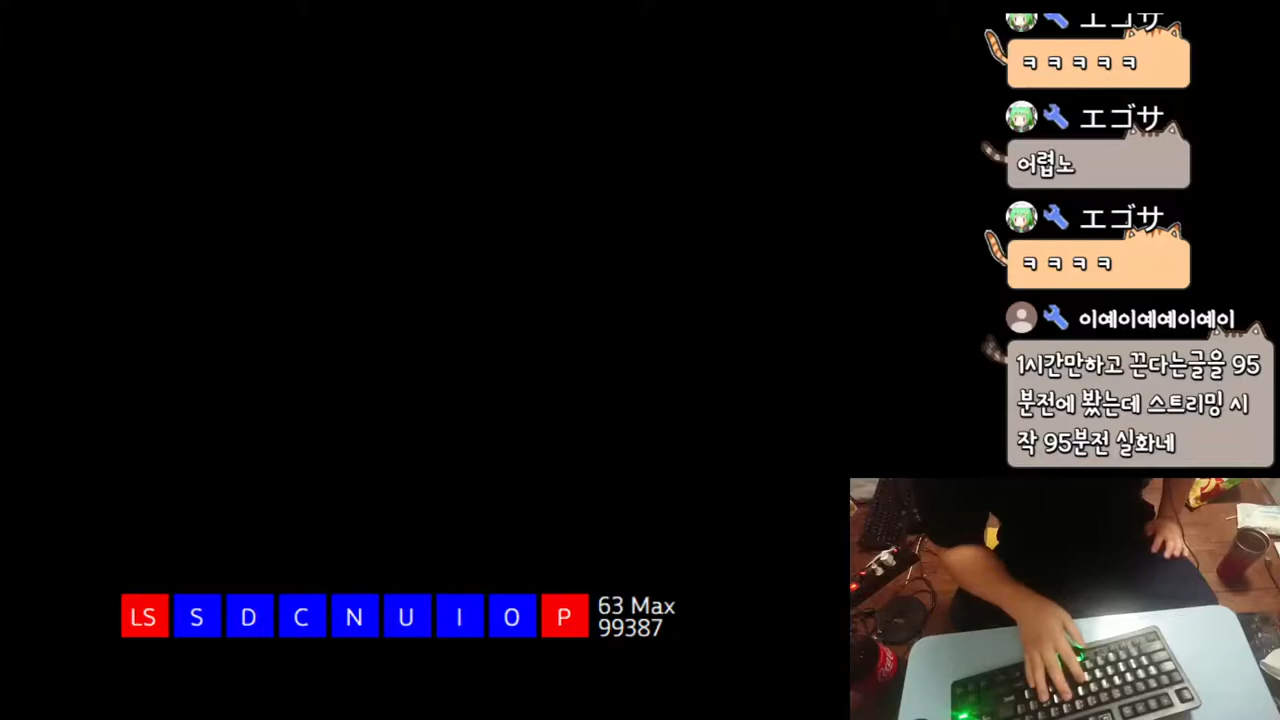 エゴサ
ㅋㅋㅋㅋㅋ
エゴサ
어렵노
エゴサ
ㅋㅋㅋㅋ
이예이예예이예이
1시간만하고 끈다는글을 95
분전에 봤는데 스트리밍 시
작 95분전 실화네
LS S D C N U I O P
63 Max
99387